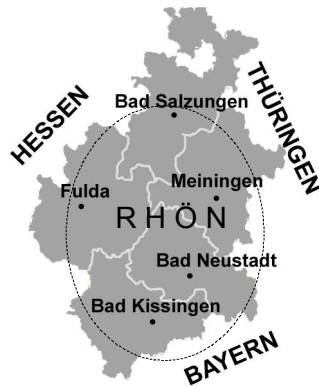 HESSEN
THÜRINGEN
Bad Salzungen
Fulda
Meiningen
RHÖN
Bad Neustadt
Bad Kissingen
BAYERN